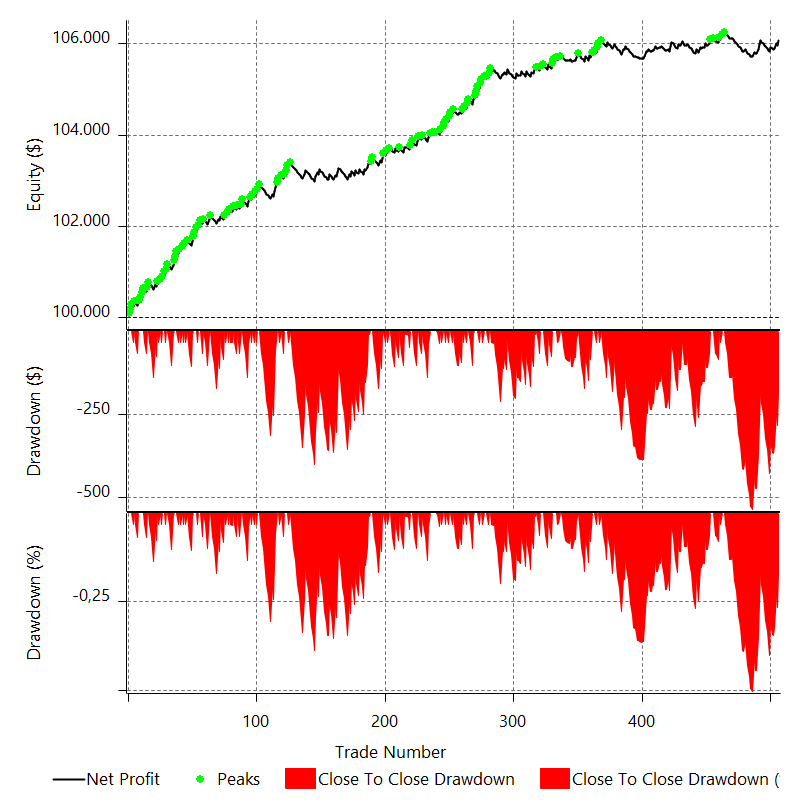 106.000
104.000
102.000
100.000
Equity ($)
-250
-500
Drawdown ($)
-0,25
Drawdown (%)
100
200
300
400
Trade Number
Net Profit
Peaks
Close To Close Drawdown
Close To Close Drawdown (